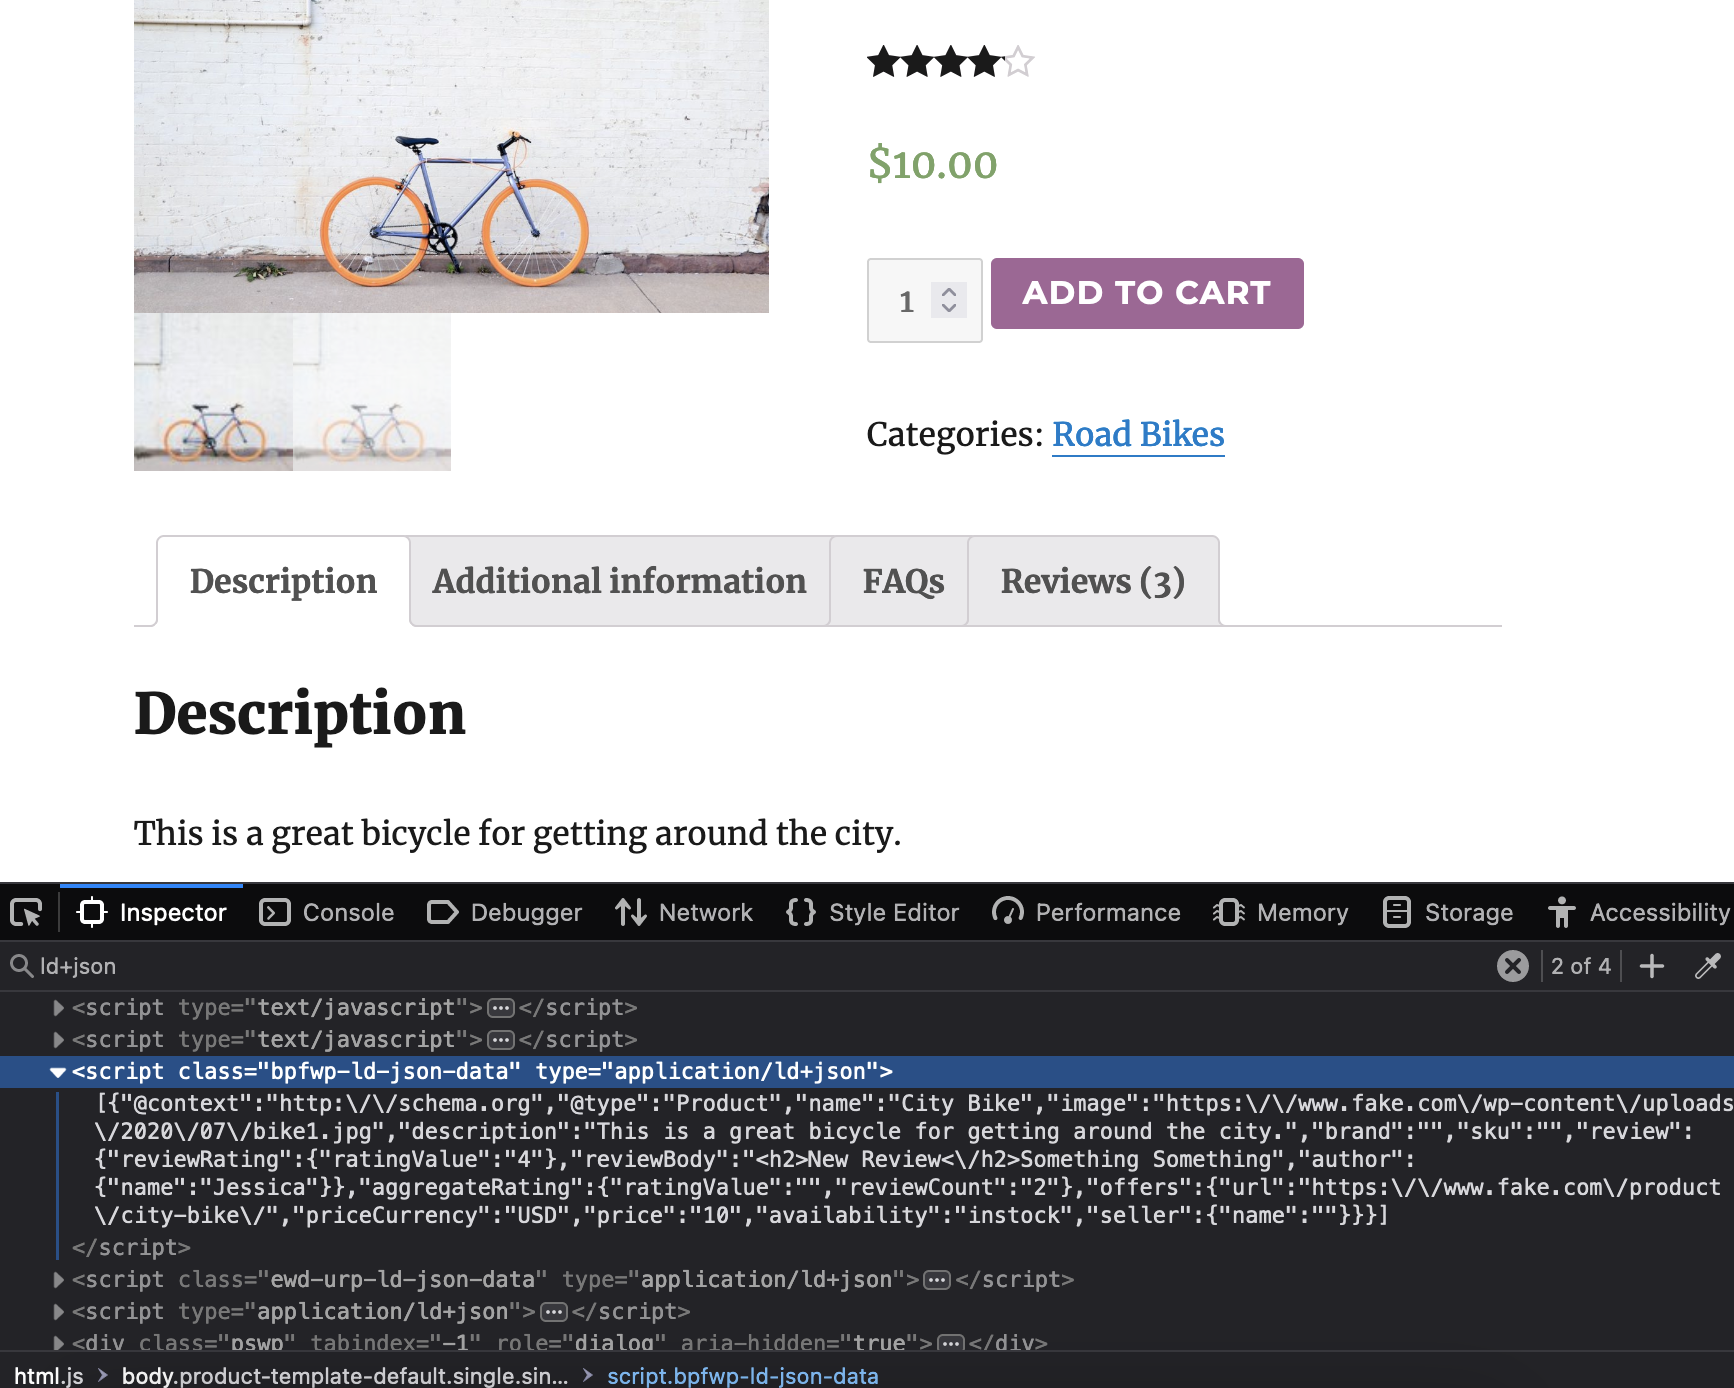 $10.00
1
ADD TO CART
Categories: Road Bikes
Description
Additional information
FAQs
Reviews (3)
Description
This is a great bicycle for getting around the city.
Inspector
Console
Debugger
Network
Style Editor
Performance
Memory
Storage
Accessibility
ld+json
2 of 4
<script type="text/javascript">…</script>
<script type="text/javascript">…</script>
<script class="bpfwp-ld-json-data" type="application/ld+json">
[{"@context":"http:\/\/schema.org","@type":"Product","name":"City Bike","image":"https:\/\/www.fake.com\/wp-content\/uploads
\/2020\/07\/bike1.jpg","description":"This is a great bicycle for getting around the city.","brand":"","sku":"","review":
{"reviewRating":{"ratingValue":"4"},"reviewBody":"<h2>New Review<\/h2>Something Something","author":
{"name":"Jessica"}},"aggregateRating":{"ratingValue":"","reviewCount":"2"},"offers":{"url":"https:\/\/www.fake.com\/product
\/city-bike\/","priceCurrency":"USD","price":"10","availability":"instock","seller":{"name":""}}}]
</script>
<script class="ewd-urp-ld-json-data" type="application/ld+json">…</script>
<script type="application/ld+json">…</script>
<div class="pswp" tabindex="-1" role="dialog" aria-hidden="true">…</div>
html.js > body.product-template-default.single.sin... > script.bpfwp-ld-json-data